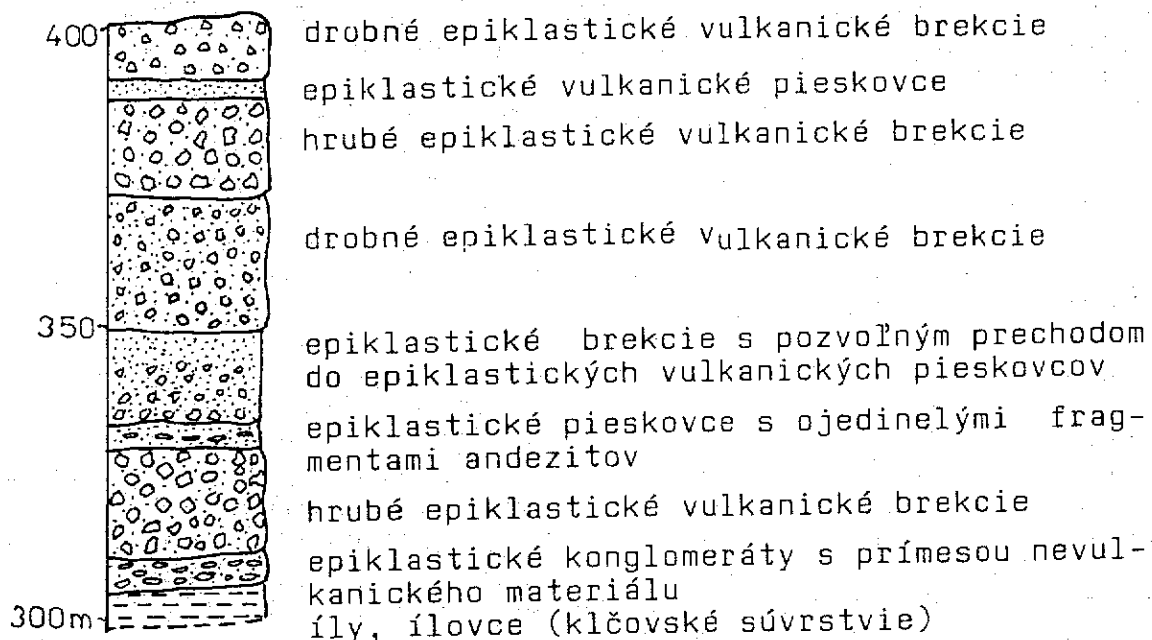 400
drobné epiklastické vulkanické brekcie
epiklastické vulkanické pieskovce
hrubé epiklastické vulkanické brekcie
drobné epiklastické vulkanické brekcie
350
epiklastické brekcie s pozvoľným prechodom
do epiklastických vulkanických pieskovcov
epiklastické pieskovce s ojedinelými frag-
mentami andezitov
hrubé epiklastické vulkanické brekcie
epiklastické konglomeráty s prímesou nevul-
kanického materiálu
300m
íly, ílovce (klčovské súvrstvie)